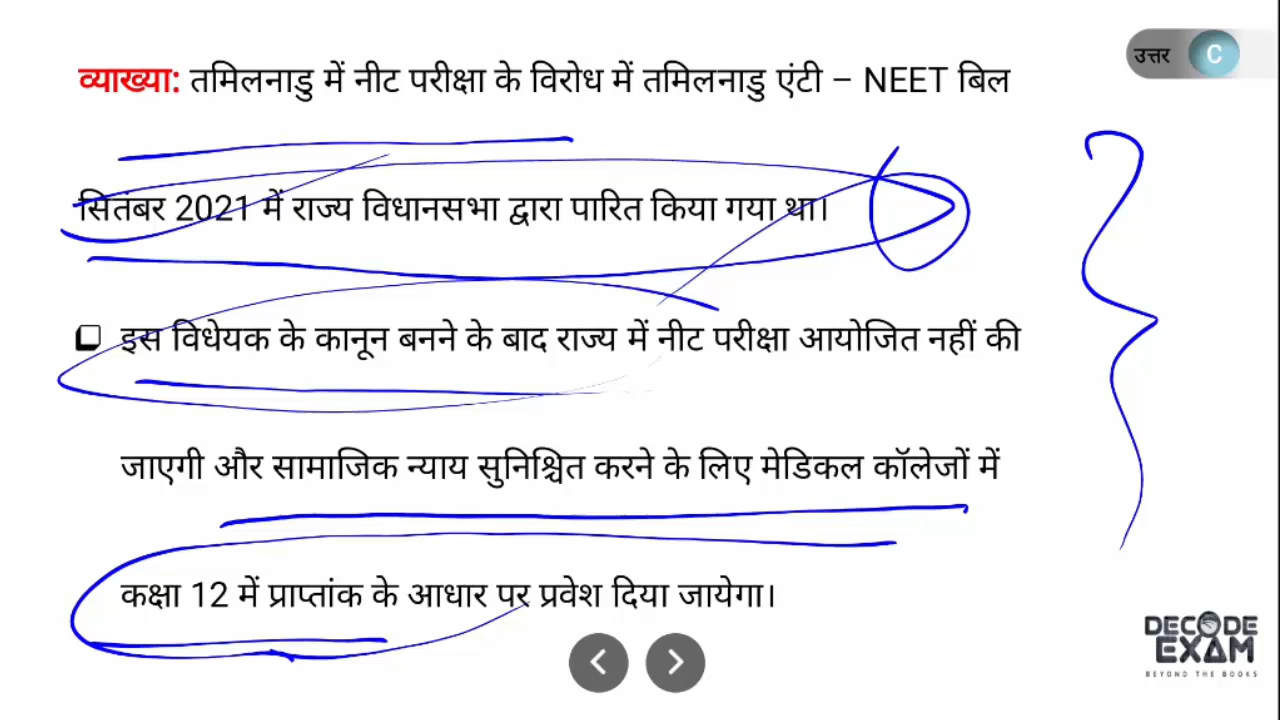 उत्तर C
व्याख्या: तमिलनाडु में नीट परीक्षा के विरोध में तमिलनाडु एंटी – NEET बिल
सितंबर 2021 में राज्य विधानसभा द्वारा पारित किया गया था।
❑ इस विधेयक के कानून बनने के बाद राज्य में नीट परीक्षा आयोजित नहीं की
जाएगी और सामाजिक न्याय सुनिश्चित करने के लिए मेडिकल कॉलेजों में
कक्षा 12 में प्राप्तांक के आधार पर प्रवेश दिया जायेगा।
DECODE
EXAM
BEYOND THE BOOKS